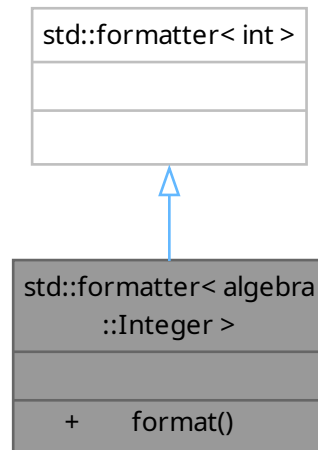 std::formatter< int >
std::formatter< algebra
::Integer >
+ format()